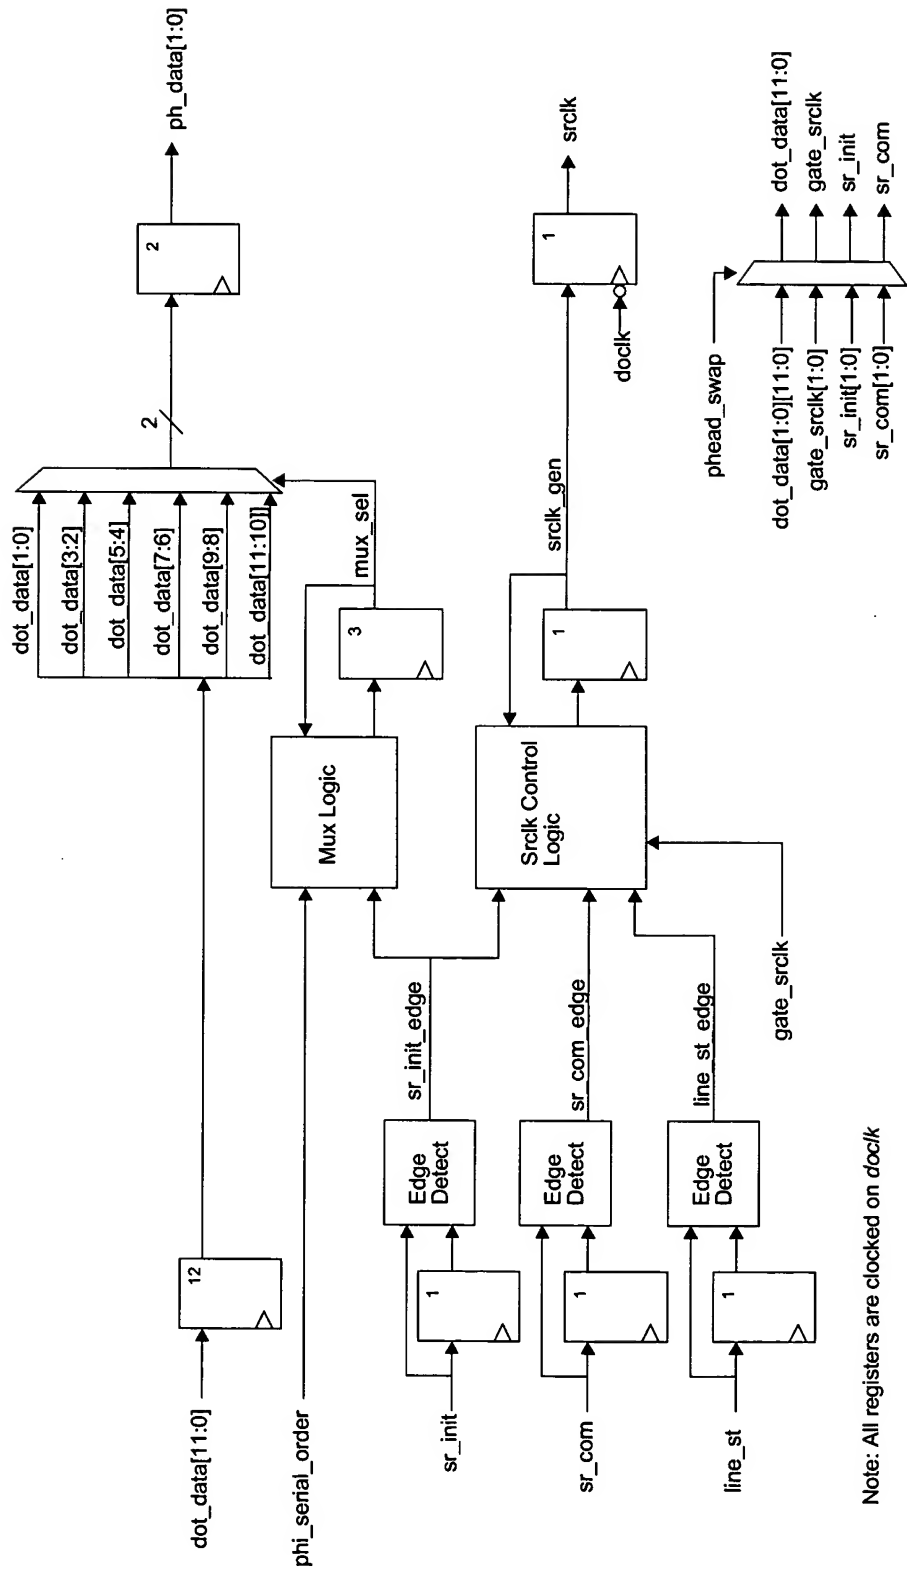 dot_data[11:0]
12
dot_data[1:0]
dot_data[3:2]
dot_data[5:4]
dot_data[7:6]
dot_data[9:8]
dot_data[11:10]]
2
2
ph_data[1:0]
phi_serial_order
Mux Logic
3
mux_sel
sr_init
1
Edge
Detect
sr_init_edge
sr_com
1
Edge
Detect
sr_com_edge
line_st
1
Edge
Detect
line_st_edge
gate_srclk
Srclk Control
Logic
1
srclk_gen
doclk
1
srclk
phead_swap
dot_data[1:0][11:0]
gate_srclk[1:0]
sr_init[1:0]
sr_com[1:0]
dot_data[11:0]
gate_srclk
sr_init
sr_com
Note: All registers are clocked on doclk